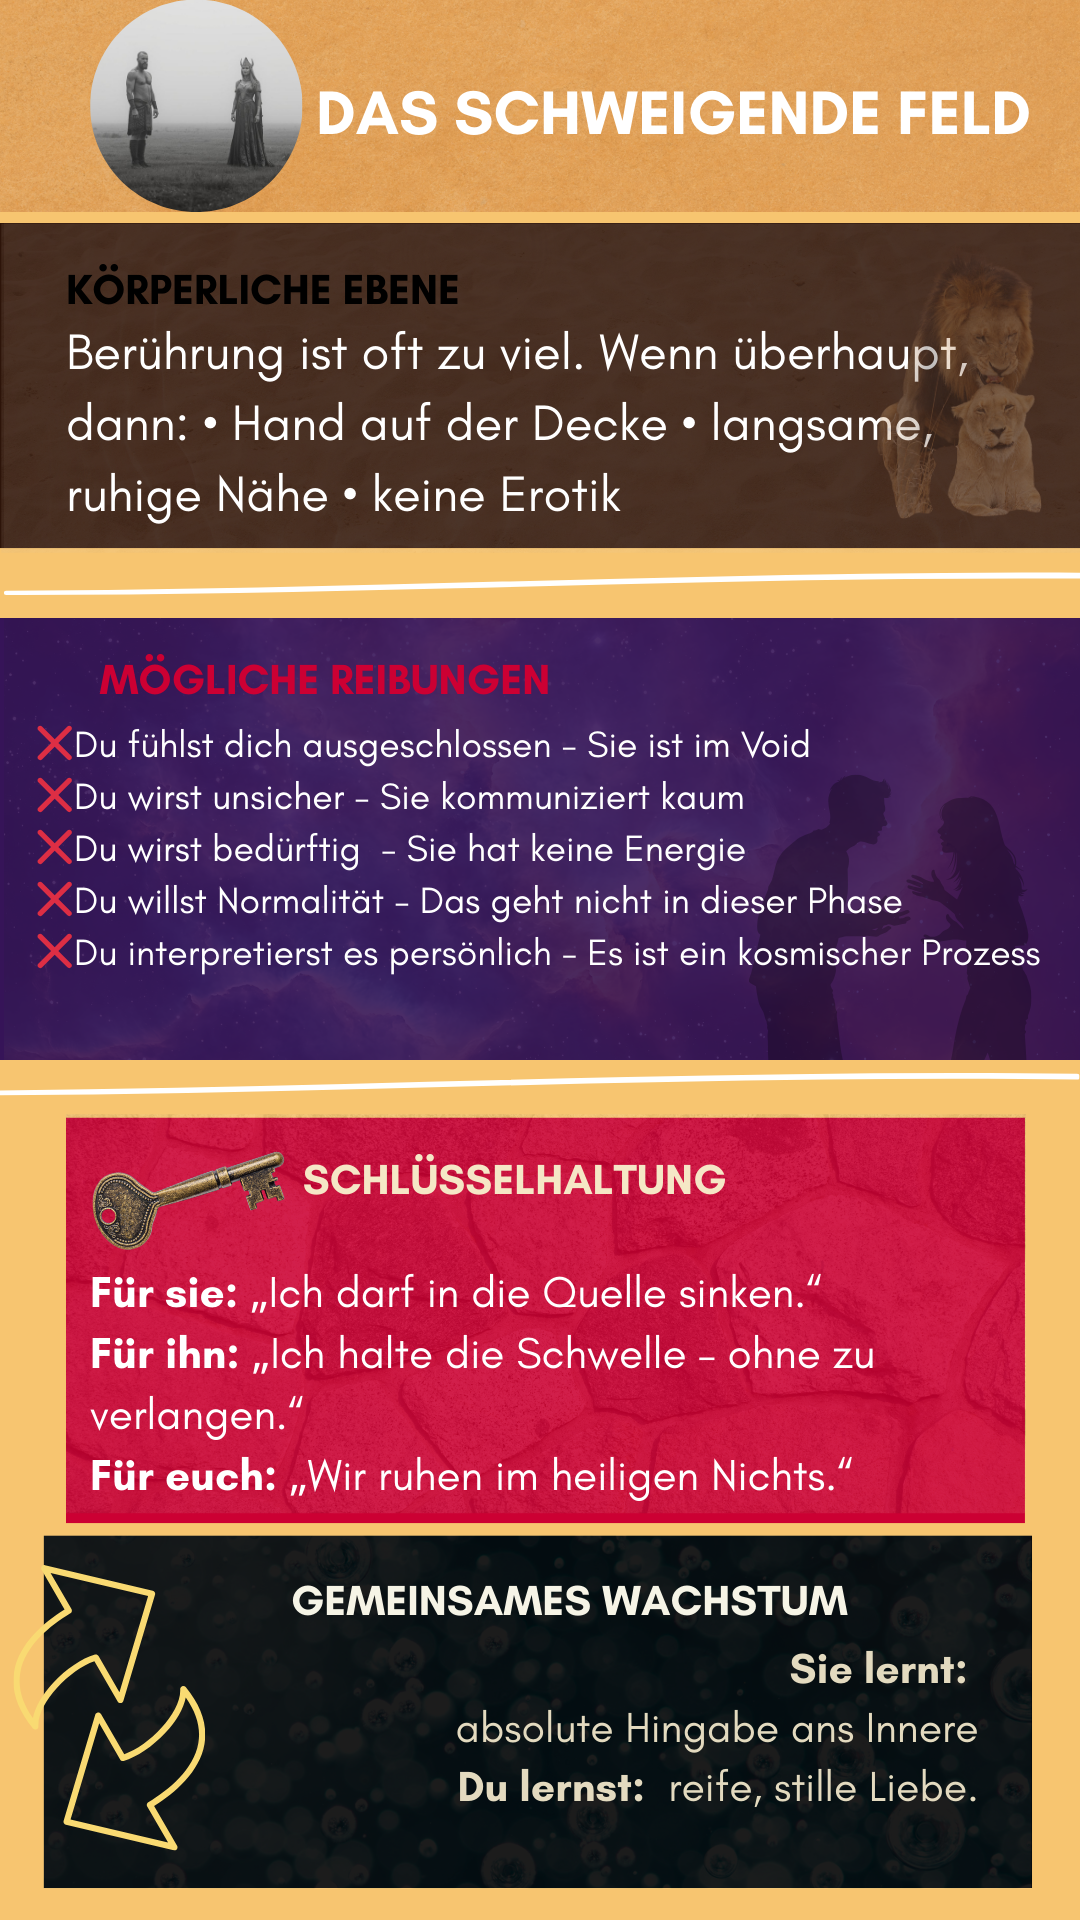 DAS SCHWEIGENDE FELD
KÖRPERLICHE EBENE
Berührung ist oft zu viel. Wenn überhaupt,
dann: • Hand auf der Decke • langsame,
ruhige Nähe • keine Erotik
MÖGLICHE REIBUNGEN
❌Du fühlst dich ausgeschlossen – Sie ist im Void
❌Du wirst unsicher – Sie kommuniziert kaum
❌Du wirst bedürftig – Sie hat keine Energie
❌Du willst Normalität – Das geht nicht in dieser Phase
❌Du interpretierst es persönlich – Es ist ein kosmischer Prozess
SCHLÜSSELHALTUNG
Für sie: „Ich darf in die Quelle sinken.“
Für ihn: „Ich halte die Schwelle – ohne zu
verlangen.“
Für euch: „Wir ruhen im heiligen Nichts.“
GEMEINSAMES WACHSTUM
Sie lernt:
absolute Hingabe ans Innere
Du lernst: reife, stille Liebe.